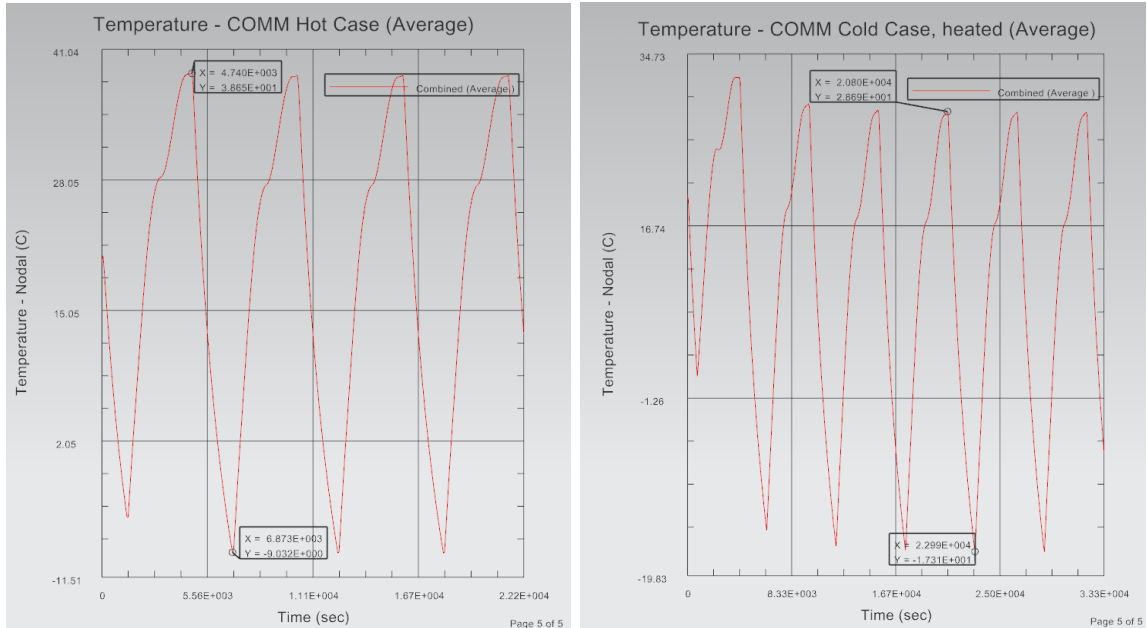 Temperature - COMM Hot Case (Average)
41.04
28.05
15.05
2.05
-11.51
Temperature - Nodal (C)
X = 4.740E+003
Y = 3.865E+001
Combined (Average )
X = 6.873E+003
Y = -9.032E+000
0
5.56E+003
1.11E+004
1.67E+004
2.22E+004
Time (sec)
Page 5 of 5
Temperature - COMM Cold Case, heated (Average)
34.73
16.74
-1.26
-19.83
Temperature - Nodal (C)
X = 2.080E+004
Y = 2.869E+001
Combined (Average )
X = 2.299E+004
Y = -1.731E+001
0
8.33E+003
1.67E+004
2.50E+004
3.33E+004
Time (sec)
Page 5 of 5